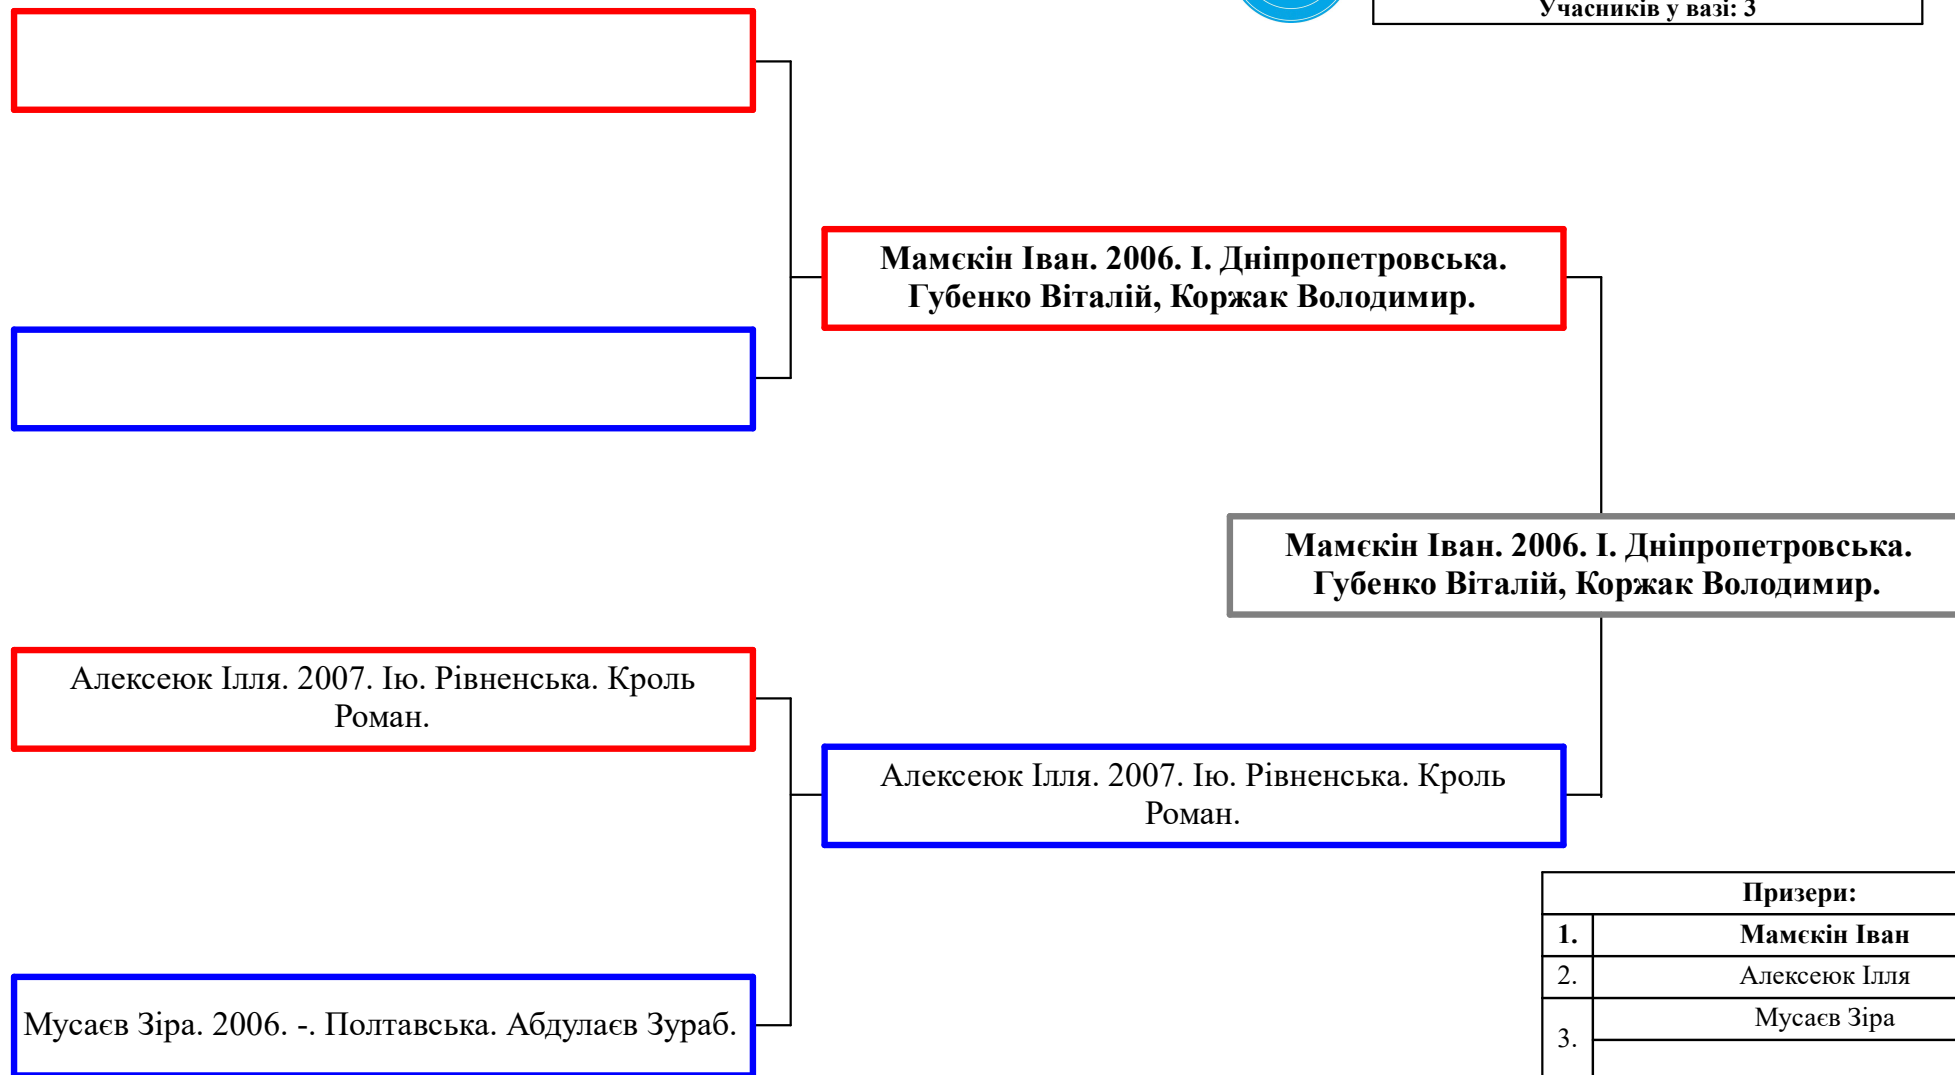 Учасників у вазі: 3
Мамєкін Іван. 2006. І. Дніпропетровська.
Губенко Віталій, Коржак Володимир.
Мамєкін Іван. 2006. І. Дніпропетровська.
Губенко Віталій, Коржак Володимир.
Алексеюк Ілля. 2007. Ію. Рівненська. Кроль
Роман.
Алексеюк Ілля. 2007. Ію. Рівненська. Кроль
Роман.
Мусаєв Зіра. 2006. -. Полтавська. Абдулаєв Зураб.
Призери:
1. Мамєкін Іван
2. Алексеюк Ілля
3. Мусаєв Зіра